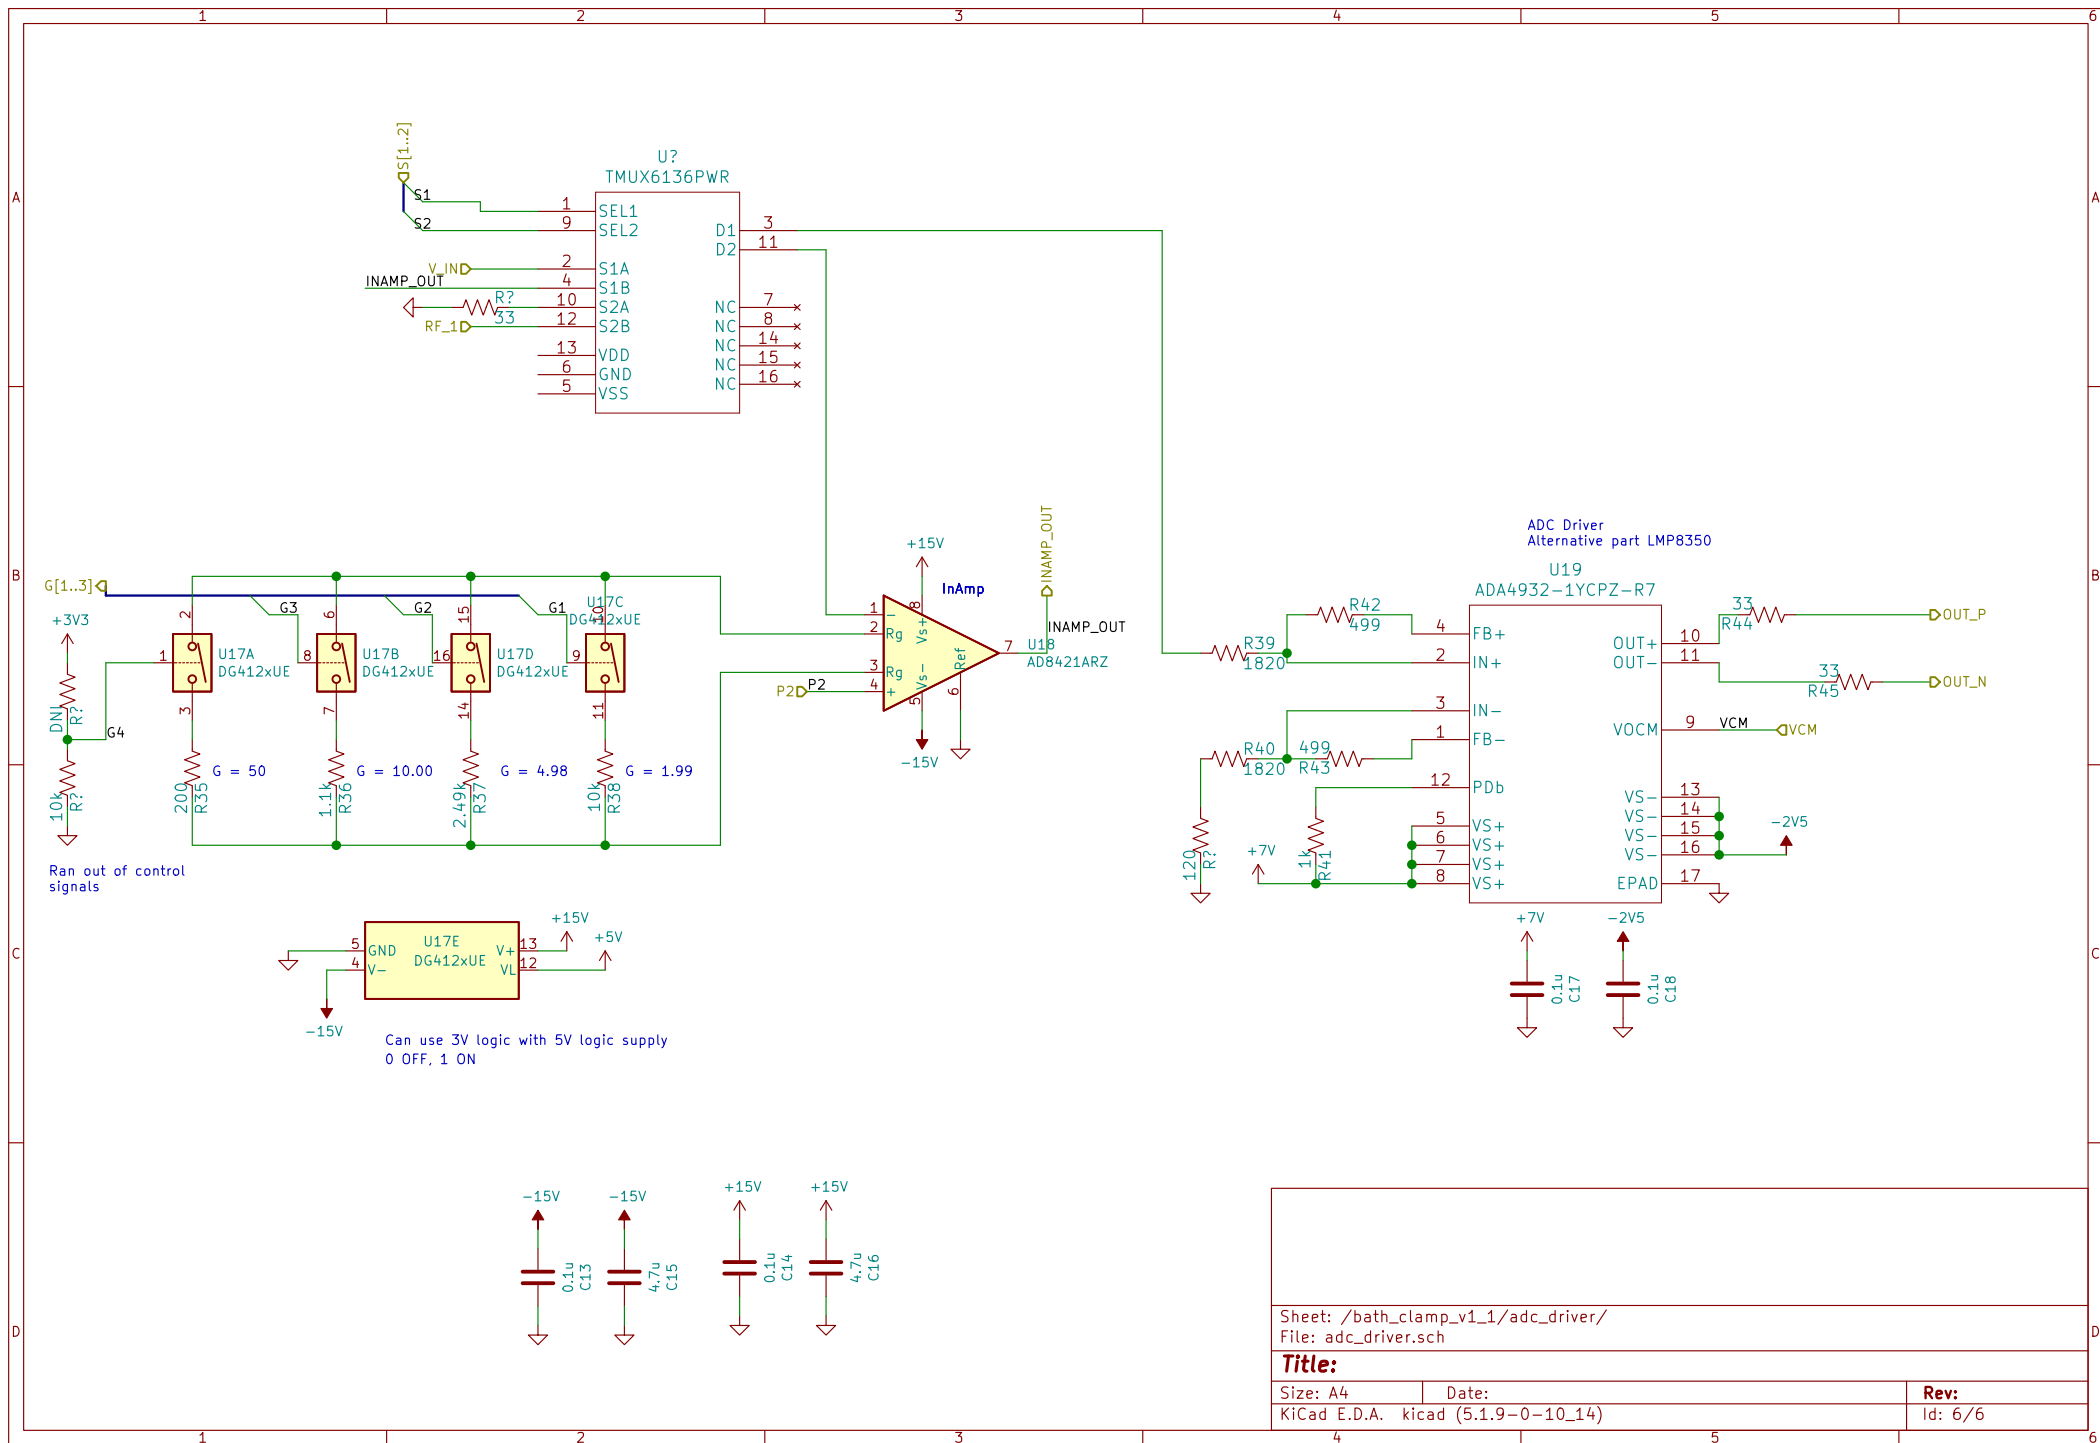 1 2 3 4 5 6
A
B
C
D
A
B
C
D
1 2 3 4 5 6
S[1..2]
S1
S2
U?
TMUX6136PWR
1 SEL1
9 SEL2
2 S1A
4 S1B
10 S2A
12 S2B
13 VDD
6 GND
5 VSS
D1 3
D2 11
NC 7
NC 8
NC 14
NC 15
NC 16
V_IN
INAMP_OUT
R?
33
RF_1
G[1..3]
+3V3
DNI
R?
G4
10k
R?
Ran out of control
signals
G3
G2
G1
2
1
3
U17A
DG412xUE
6
8
7
U17B
DG412xUE
15
16
14
U17D
DG412xUE
10
9
11
U17C
DG412xUE
200
R35
G = 50
1.1k
R36
G = 10.00
2.49k
R37
G = 4.98
10k
R38
G = 1.99
U17E
DG412xUE
5 GND
4 V-
V+ 13
VL 12
+15V
+5V
-15V
Can use 3V logic with 5V logic supply
0 OFF, 1 ON
+15V
InAmp
INAMP_OUT
INAMP_OUT
1 -
2 Rg
3 Rg
4 +
8 Vs+
5 Vs-
6 Ref
7
U18
AD8421ARZ
P2
P2
-15V
R39
1820
R42
499
R40
1820
499
R43
120
R?
1k
R41
+7V
ADC Driver
Alternative part LMP8350
U19
ADA4932-1YCPZ-R7
4 FB+
2 IN+
3 IN-
1 FB-
12 PDb
5 VS+
6 VS+
7 VS+
8 VS+
OUT+ 10
OUT- 11
VOCM 9
VS- 13
VS- 14
VS- 15
VS- 16
EPAD 17
33
R44
OUT_P
33
R45
OUT_N
VCM
VCM
-2V5
+7V
0.1u
C17
-2V5
0.1u
C18
-15V
0.1u
C13
-15V
4.7u
C15
+15V
0.1u
C14
+15V
4.7u
C16
Sheet: /bath_clamp_v1_1/adc_driver/
File: adc_driver.sch
Title:
Size: A4 Date: Rev:
KiCad E.D.A. kicad (5.1.9-0-10_14) Id: 6/6